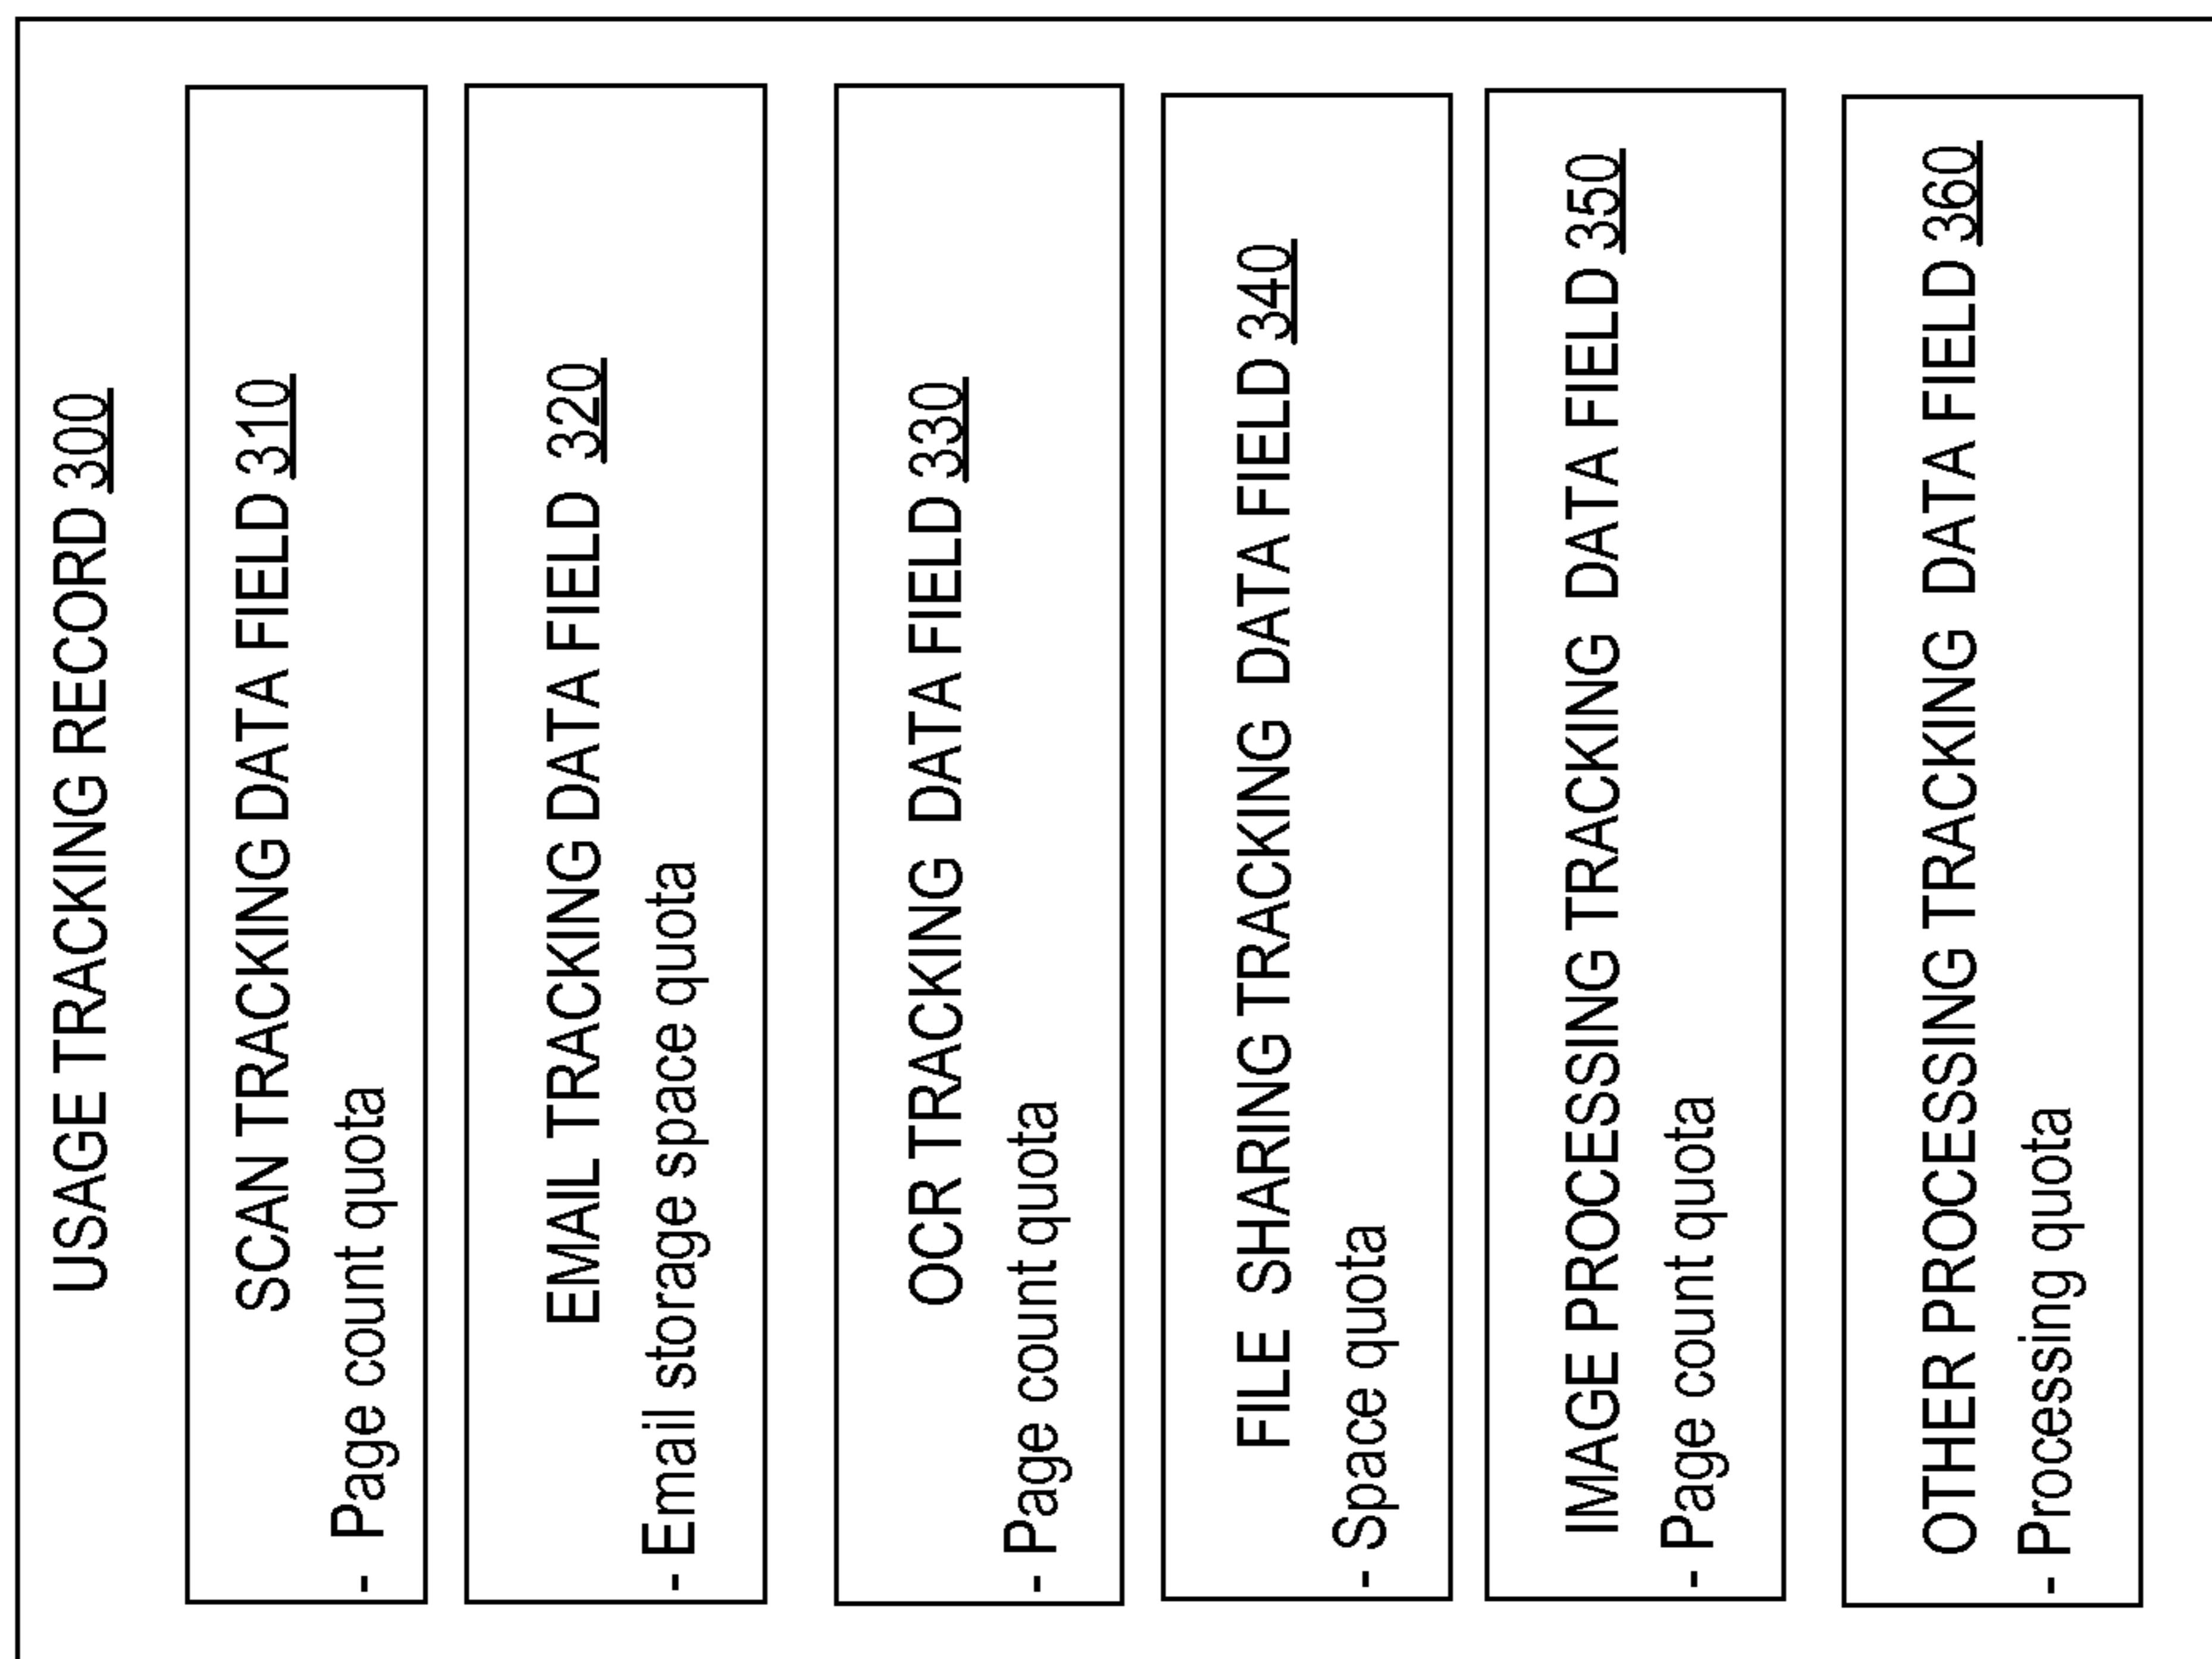 USAGE TRACKING RECORD 300
SCAN TRACKING DATA FIELD 310
- Page count quota
EMAIL TRACKING DATA FIELD 320
- Email storage space quota
OCR TRACKING DATA FIELD 330
- Page count quota
FILE SHARING TRACKING DATA FIELD 340
- Space quota
IMAGE PROCESSING TRACKING DATA FIELD 350
- Page count quota
OTHER PROCESSING TRACKING DATA FIELD 360
- Processing quota